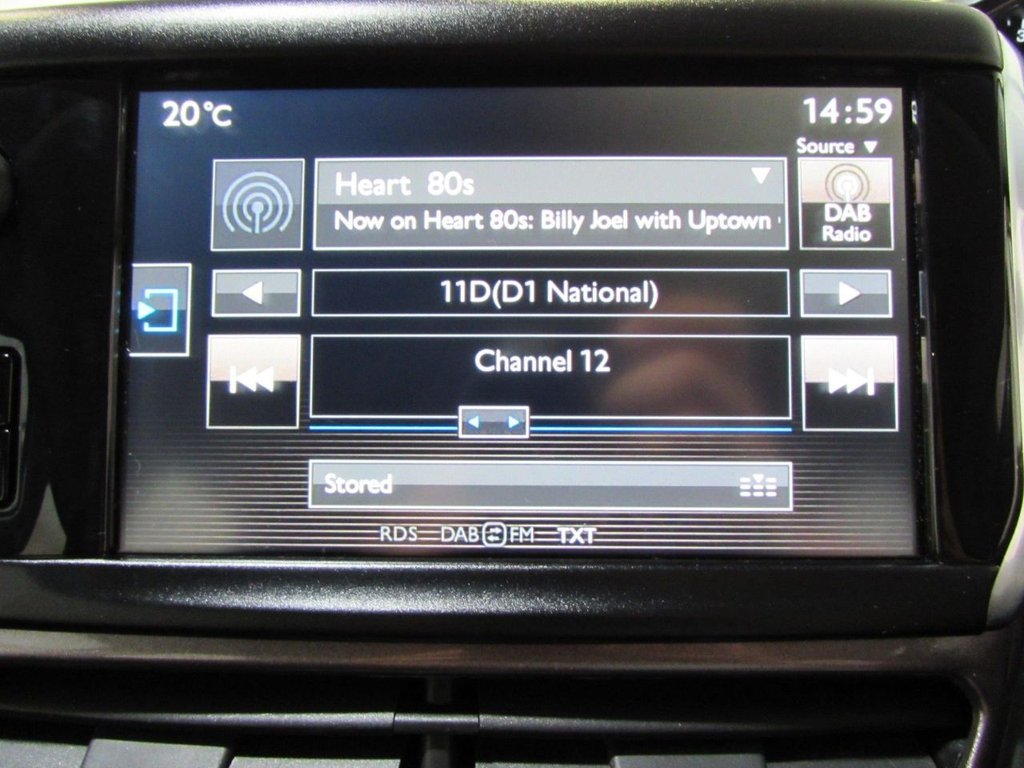 20°C
14:59
Source
Heart 80s
Now on Heart 80s: Billy Joel with Uptown
DAB
Radio
11D(D1 National)
Channel 12
Stored
RDS DAB FM TXT
3